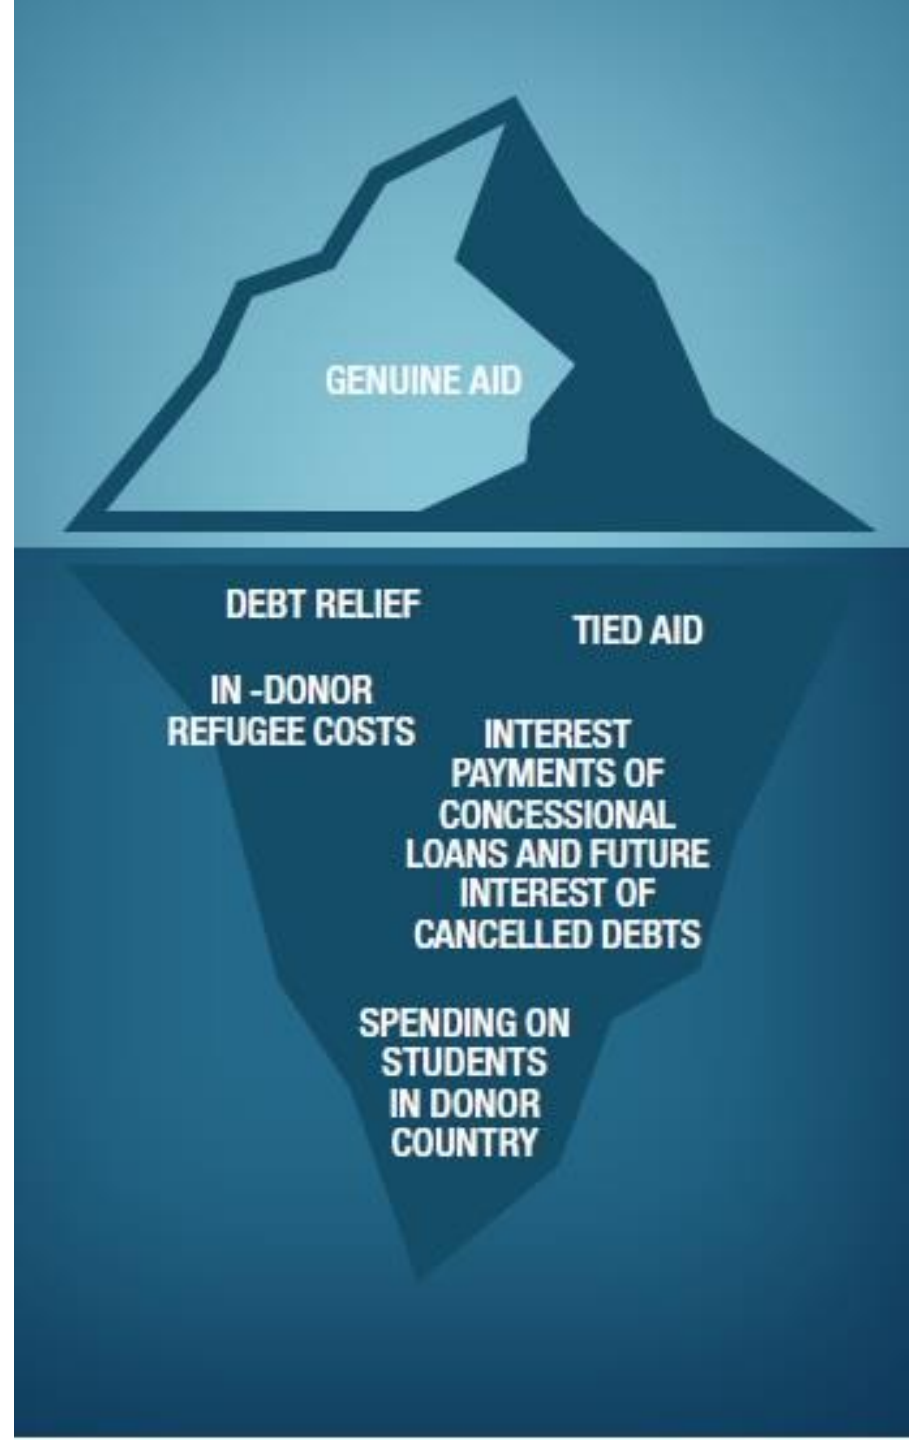 GENUINE AID
DEBT RELIEF
TIED AID
IN -DONOR
REFUGEE COSTS
INTEREST
PAYMENTS OF
CONCESSIONAL
LOANS AND FUTURE
INTEREST OF
CANCELLED DEBTS
SPENDING ON
STUDENTS
IN DONOR
COUNTRY